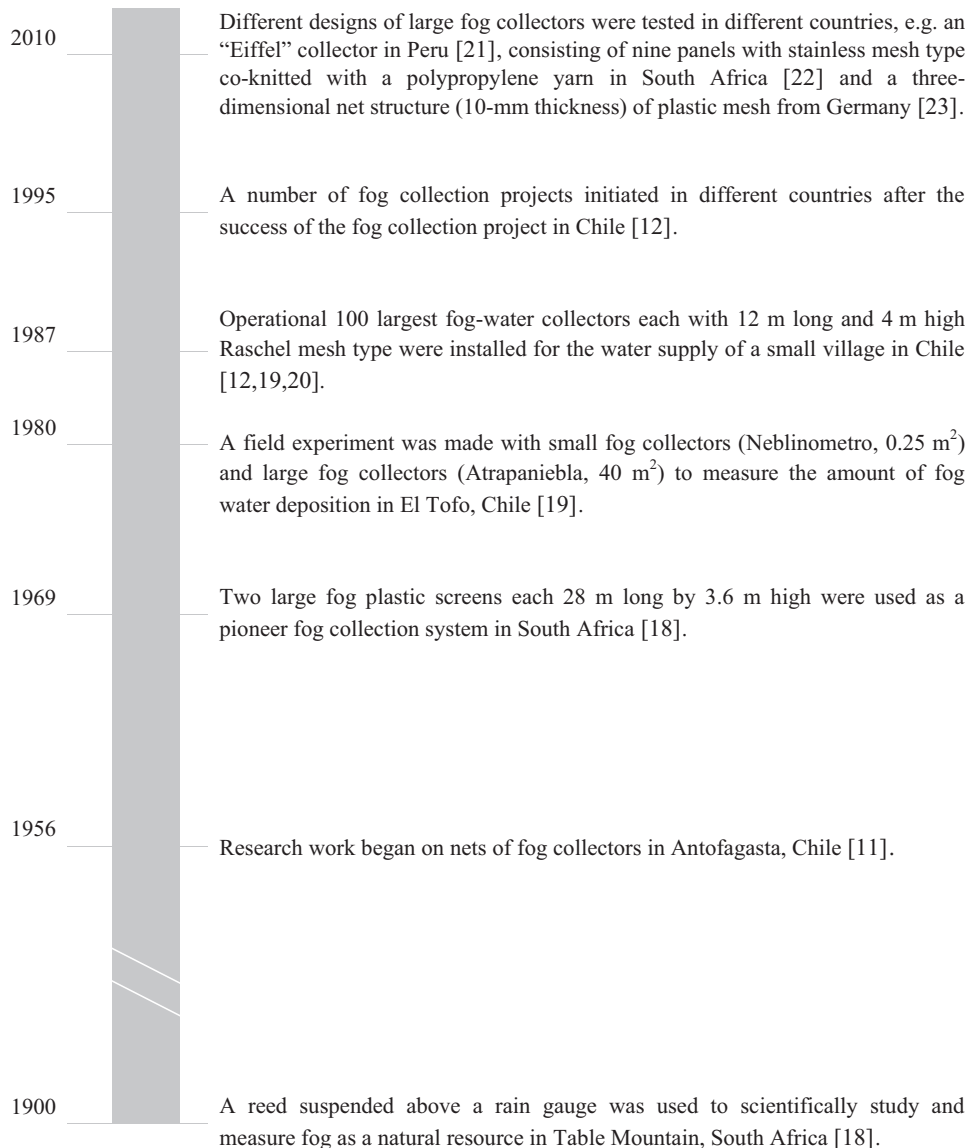 2010
Different designs of large fog collectors were tested in different countries, e.g. an
“Eiffel” collector in Peru [21], consisting of nine panels with stainless mesh type
co-knitted with a polypropylene yarn in South Africa [22] and a three-
dimensional net structure (10-mm thickness) of plastic mesh from Germany [23].
1995
A number of fog collection projects initiated in different countries after the
success of the fog collection project in Chile [12].
1987
Operational 100 largest fog-water collectors each with 12 m long and 4 m high
Raschel mesh type were installed for the water supply of a small village in Chile
[12,19,20].
1980
A field experiment was made with small fog collectors (Neblinometro, 0.25 m²)
and large fog collectors (Atrapaniebla, 40 m²) to measure the amount of fog
water deposition in El Tofo, Chile [19].
1969
Two large fog plastic screens each 28 m long by 3.6 m high were used as a
pioneer fog collection system in South Africa [18].
1956
Research work began on nets of fog collectors in Antofagasta, Chile [11].
1900
A reed suspended above a rain gauge was used to scientifically study and
measure fog as a natural resource in Table Mountain, South Africa [18].